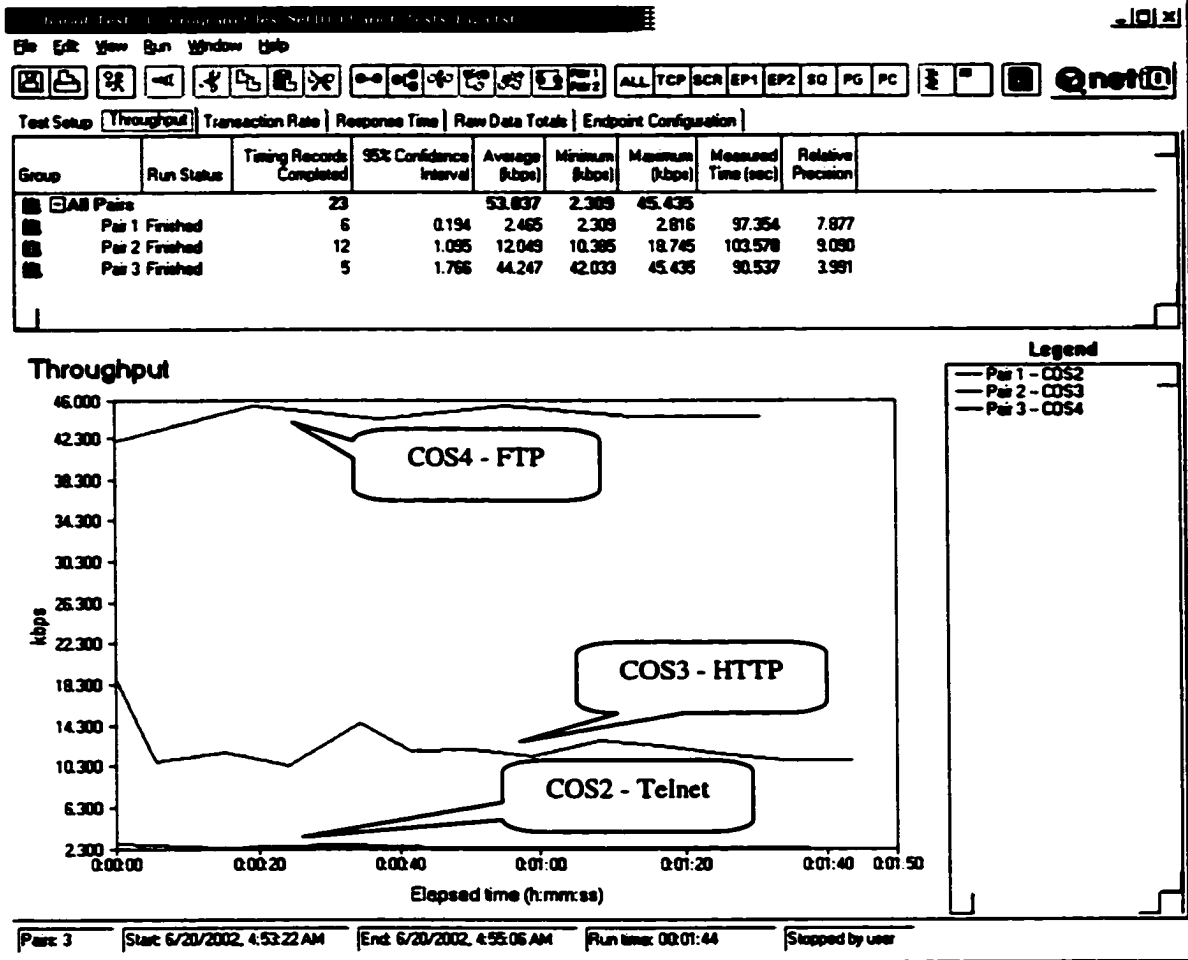 File Edit View Run Window Help
ALL TCP SCR EP1 EP2 SQ PG PC netiQ
Test Setup Throughput Transaction Rate Response Time Raw Data Totals Endpoint Configuration
Group Run Status Timing Records Completed 95% Confidence Interval Average (kbps) Minimum (kbps) Maximum (kbps) Measured Time (sec) Relative Precision
All Pairs 23 53.837 2.309 45.435
Pair 1 Finished 6 0.194 2.465 2.309 2.816 97.354 7.877
Pair 2 Finished 12 1.095 12.049 10.385 18.745 103.578 9.090
Pair 3 Finished 5 1.766 44.247 42.033 45.435 90.537 3.991
Throughput
Legend
Pair 1 - COS2
Pair 2 - COS3
Pair 3 - COS4
46.000
42.300
38.300
34.300
30.300
26.300
22.300
18.300
14.300
10.300
6.300
2.300
kbps
COS4 - FTP
COS3 - HTTP
COS2 - Telnet
0:00:00 0:00:20 0:00:40 0:01:00 0:01:20 0:01:40 0:01:50
Elapsed time (h:mm:ss)
Pairs: 3 Start: 6/20/2002, 4:53:22 AM End: 6/20/2002, 4:55:06 AM Run time: 00:01:44 Stopped by user